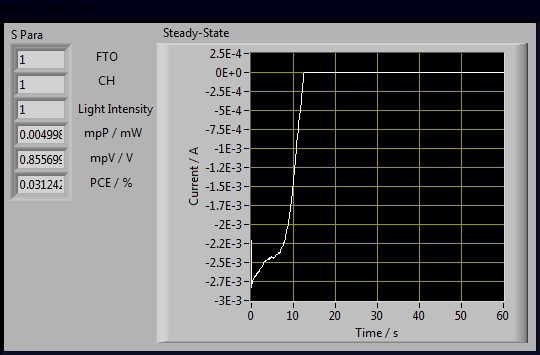 S Para
1 FTO
1 CH
1 Light Intensity
0.004998 mpP / mW
0.855699 mpV / V
0.031242 PCE / %
Steady-State
Current / A
2.5E-4
0E+0
-2.5E-4
-5E-4
-7.5E-4
-1E-3
-1.2E-3
-1.5E-3
-1.7E-3
-2E-3
-2.2E-3
-2.5E-3
-2.7E-3
-3E-3
0 10 20 30 40 50 60
Time / s